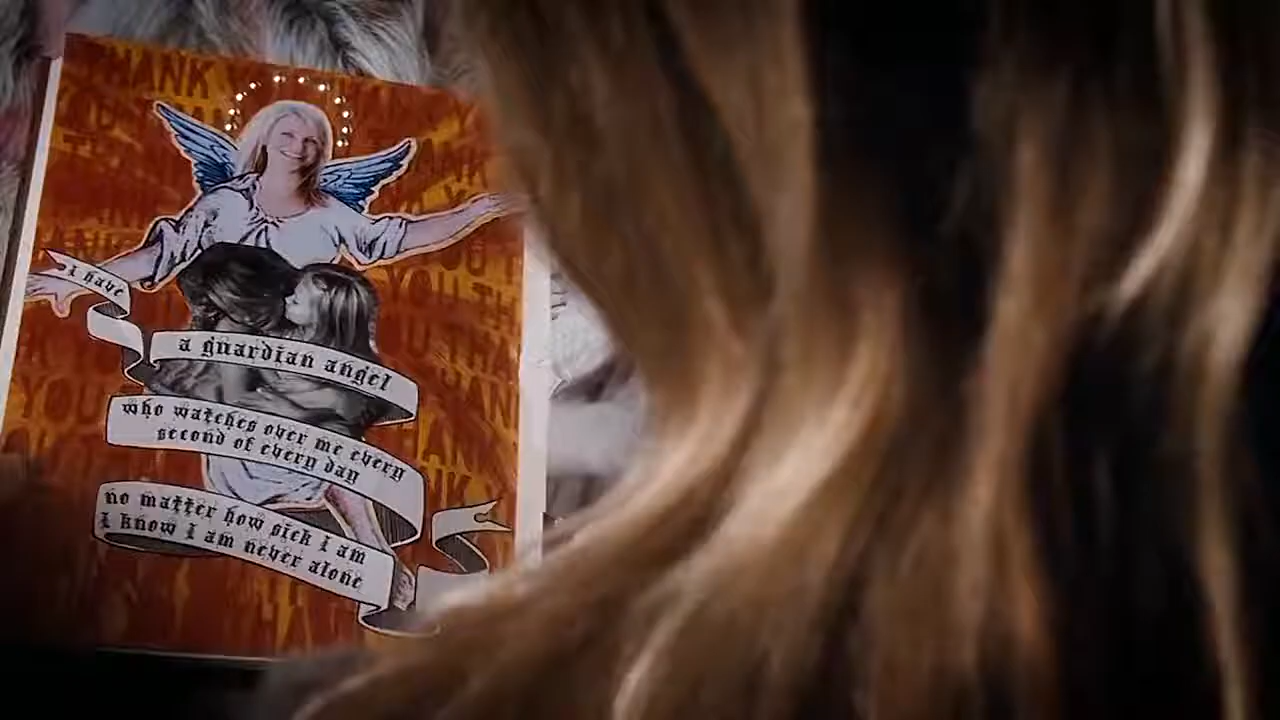 THANK
I have
a guardian angel
who watches over me every
second of every day
no matter how sick I am
I know I am never alone